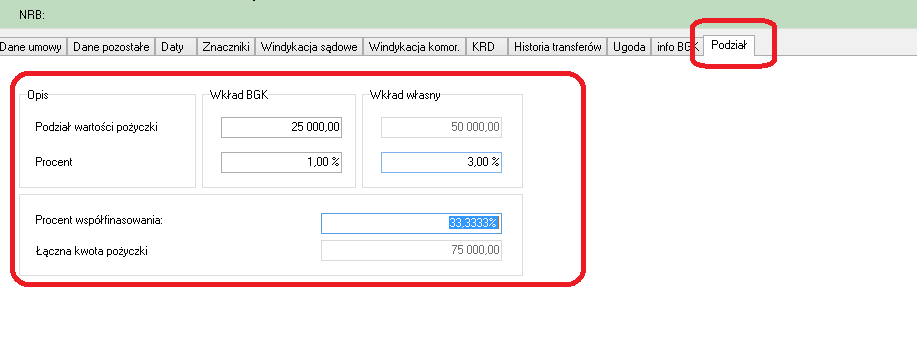 NRB:
Dane umowy Dane pozostałe Daty Znaczniki Windykacja sądowe Windykacja komor. KRD Historia transferów Ugoda info BGK Podział
Opis Wkład BGK Wkład własny
Podział wartości pożyczki 25 000,00 50 000,00
Procent 1,00 % 3,00 %
Procent współfinasowania: 33,3333%
Łączna kwota pożyczki 75 000,00